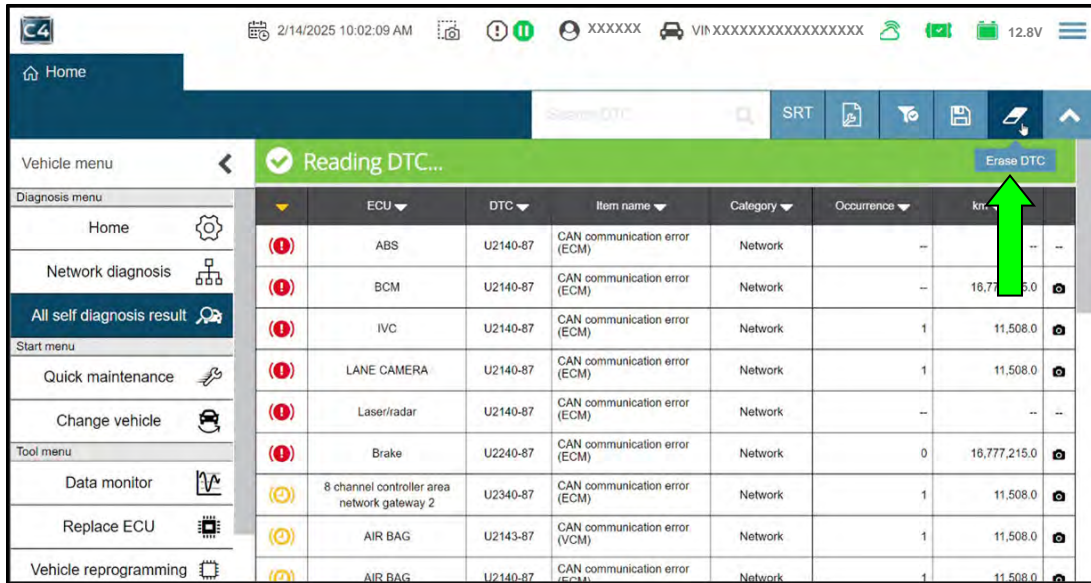 C4
2/14/2025 10:02:09 AM
XXXXXX
VIN XXXXXXXXXXXXXXXXX
12.8V
Home
Search DTC
SRT
Vehicle menu
Reading DTC...
Erase DTC
Diagnosis menu
Home
Network diagnosis
All self diagnosis result
Start menu
Quick maintenance
Change vehicle
Tool menu
Data monitor
Replace ECU
Vehicle reprogramming
ECU DTC Item name Category Occurrence km
ABS U2140-87 CAN communication error (ECM) Network -- -- --
BCM U2140-87 CAN communication error (ECM) Network --
IVC U2140-87 CAN communication error (ECM) Network 1 11,508.0
LANE CAMERA U2140-87 CAN communication error (ECM) Network 1 11,508.0
Laser/radar U2140-87 CAN communication error (ECM) Network -- -- --
Brake U2240-87 CAN communication error (ECM) Network 0 16,777,215.0
8 channel controller area network gateway 2 U2340-87 CAN communication error (ECM) Network 1 11,508.0
AIR BAG U2143-87 CAN communication error (VCM) Network 1 11,508.0
AIR BAG U2140-87 CAN communication error (ECM) Network 1 11,508.0